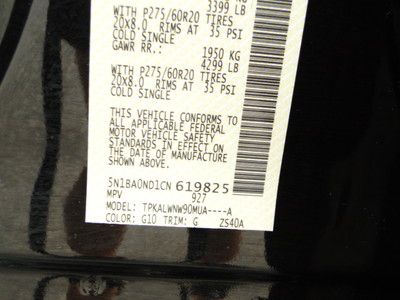 3399 LB
WITH P275/60R20 TIRES
20X8.0 RIMS AT 35 PSI
COLD SINGLE
GAWR RR.: 1950 KG
4299 LB
WITH P275/60R20 TIRES
20X8.0 RIMS AT 35 PSI
COLD SINGLE
THIS VEHICLE CONFORMS TO
ALL APPLICABLE FEDERAL
MOTOR VEHICLE SAFETY
STANDARDS IN EFFECT ON
THE DATE OF MANUFACTURE
SHOWN ABOVE.
5N1BA0ND1CN 619825
MPV 927
MODEL: TPKALWNW90MUA----A
COLOR: G10 TRIM: G ZS40A